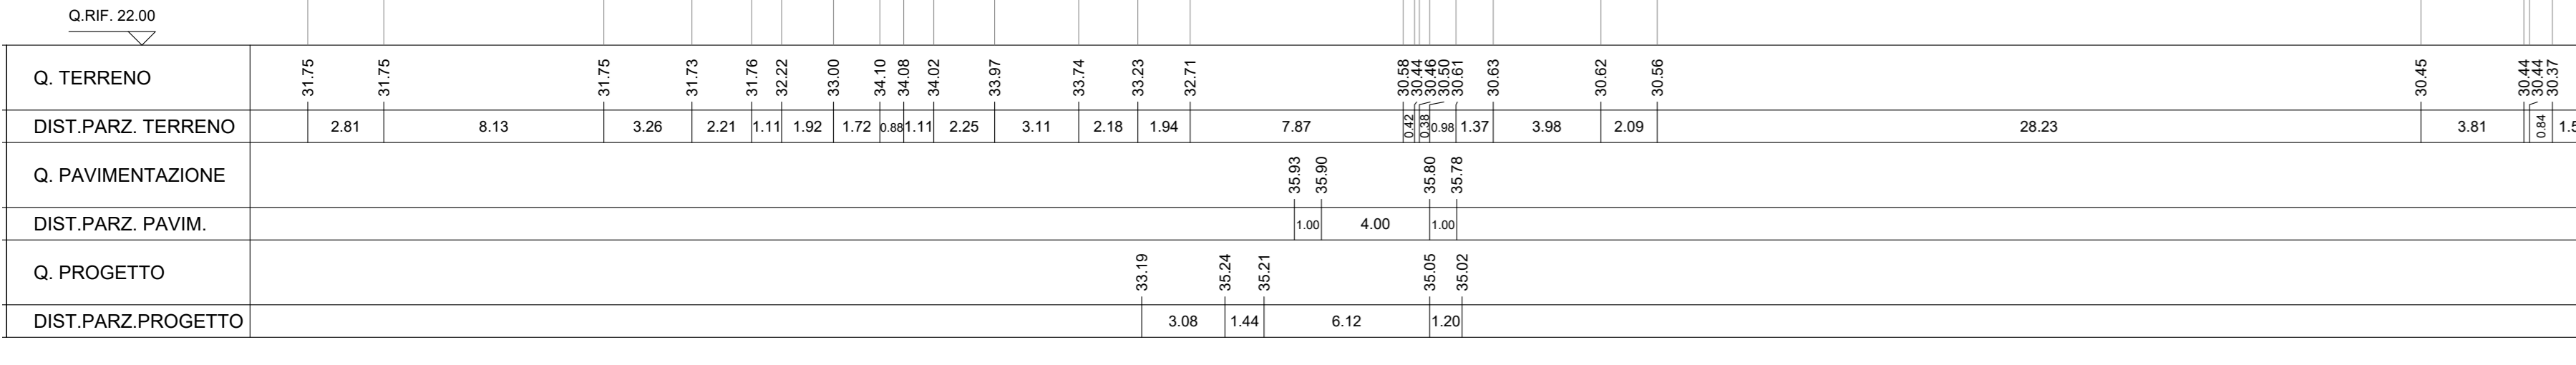 Q.RIF. 22.00
Q. TERRENO 31.75 31.75 31.75 31.73 31.76 32.22 33.00 34.10 34.08 34.02 33.97 33.74 33.23 32.71 30.58 30.44 30.46 30.50 30.61 30.63 30.62 30.56 30.45 30.44 30.44 30.37
DIST.PARZ. TERRENO 2.81 8.13 3.26 2.21 1.11 1.92 1.72 0.88 1.11 2.25 3.11 2.18 1.94 7.87 0.42 0.38 0.98 1.37 3.98 2.09 28.23 3.81 0.84 1.5
Q. PAVIMENTAZIONE 35.93 35.90 35.80 35.78
DIST.PARZ. PAVIM. 1.00 4.00 1.00
Q. PROGETTO 33.19 35.24 35.21 35.05 35.02
DIST.PARZ.PROGETTO 3.08 1.44 6.12 1.20